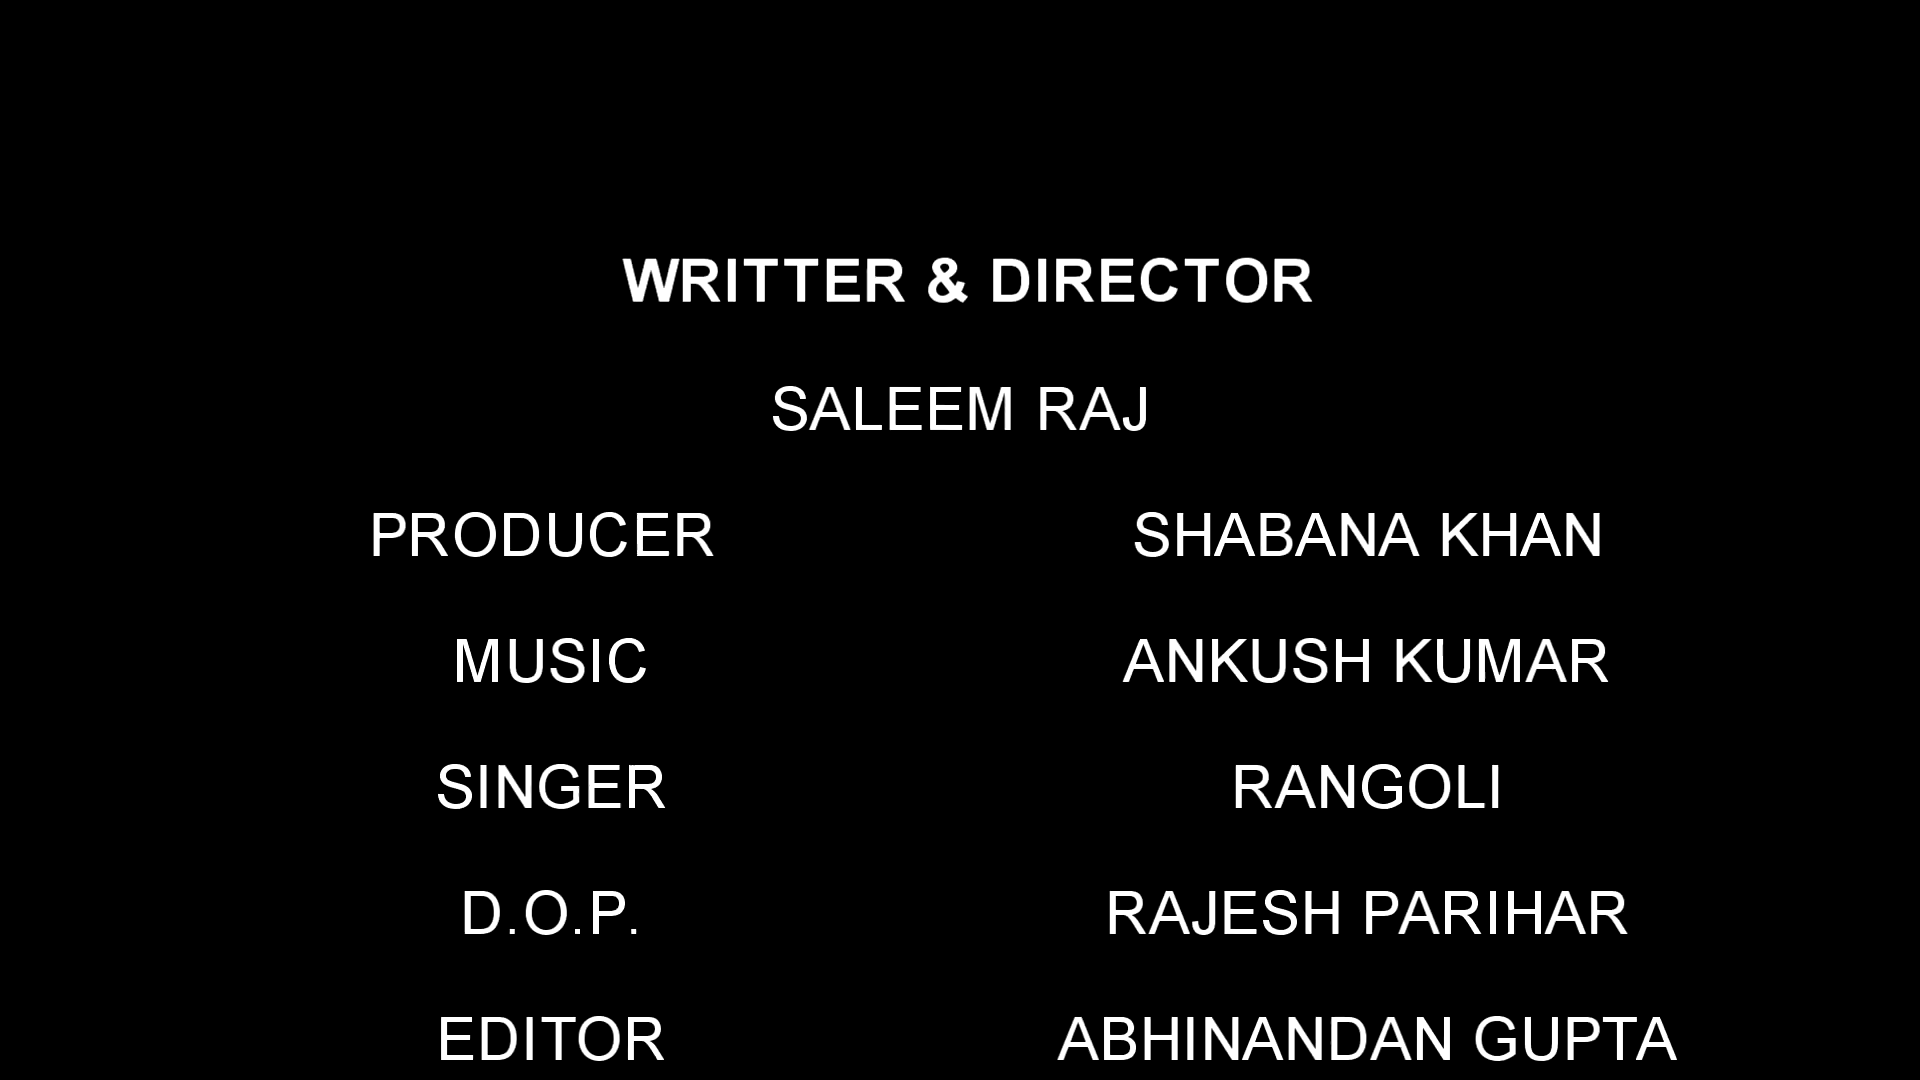 WRITTER & DIRECTOR
SALEEM RAJ
PRODUCER SHABANA KHAN
MUSIC ANKUSH KUMAR
SINGER RANGOLI
D.O.P. RAJESH PARIHAR
EDITOR ABHINANDAN GUPTA